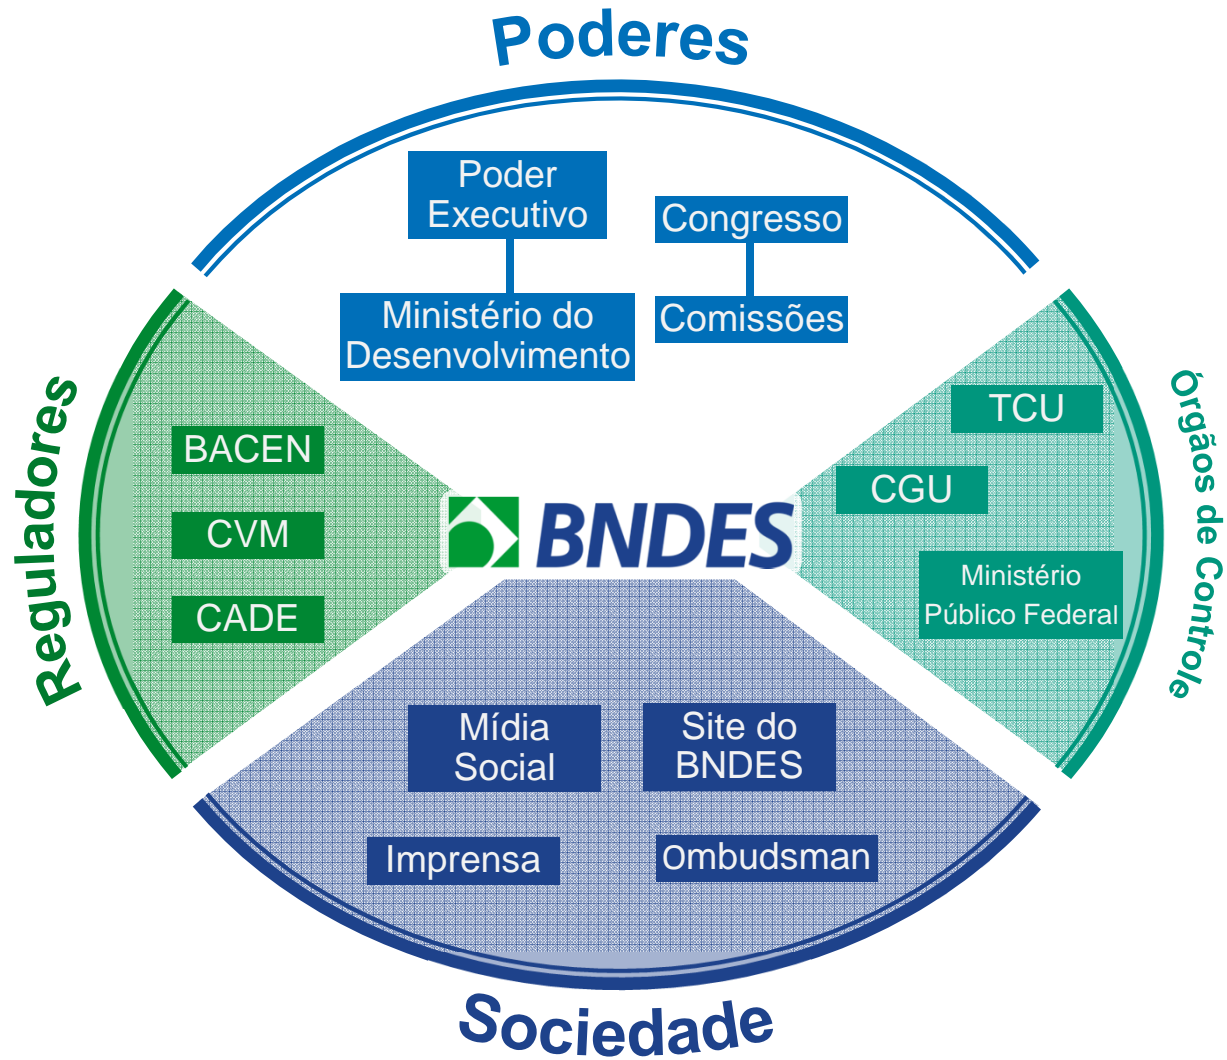 Poderes
Poder
Executivo
Congresso
Ministério do
Desenvolvimento
Comissões
Reguladores
BACEN
CVM
CADE
BNDES
Órgãos de Controle
TCU
CGU
Ministério
Público Federal
Mídia
Social
Site do
BNDES
Imprensa
Ombudsman
Sociedade